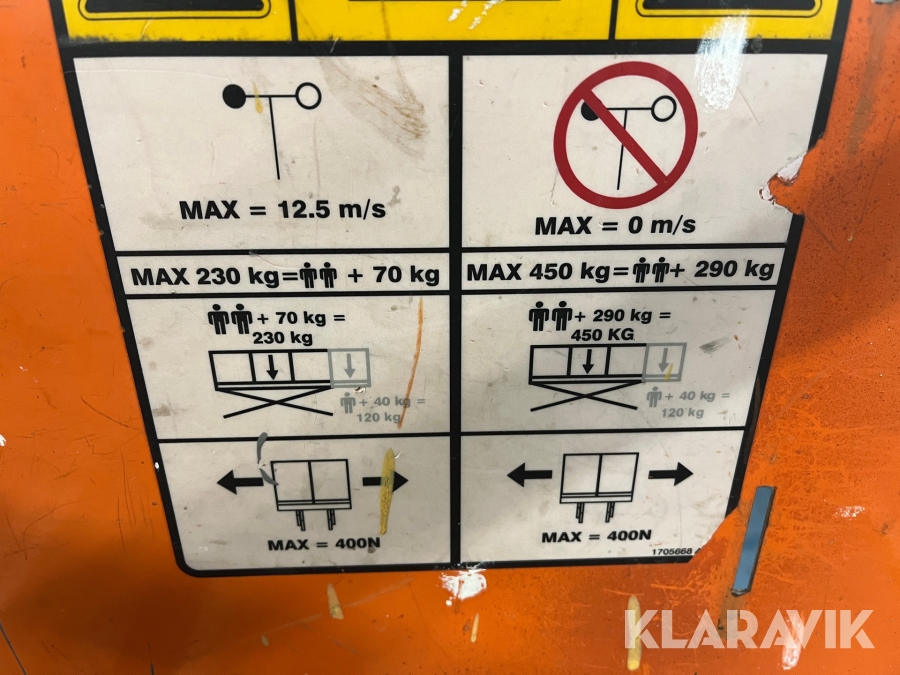 MAX = 12.5 m/s
MAX 230 kg= + 70 kg
+ 70 kg =
230 kg
+ 40 kg =
120 kg
MAX = 400N
MAX = 0 m/s
MAX 450 kg= + 290 kg
+ 290 kg =
450 KG
+ 40 kg =
120 kg
MAX = 400N
1705668
KLARAVIK